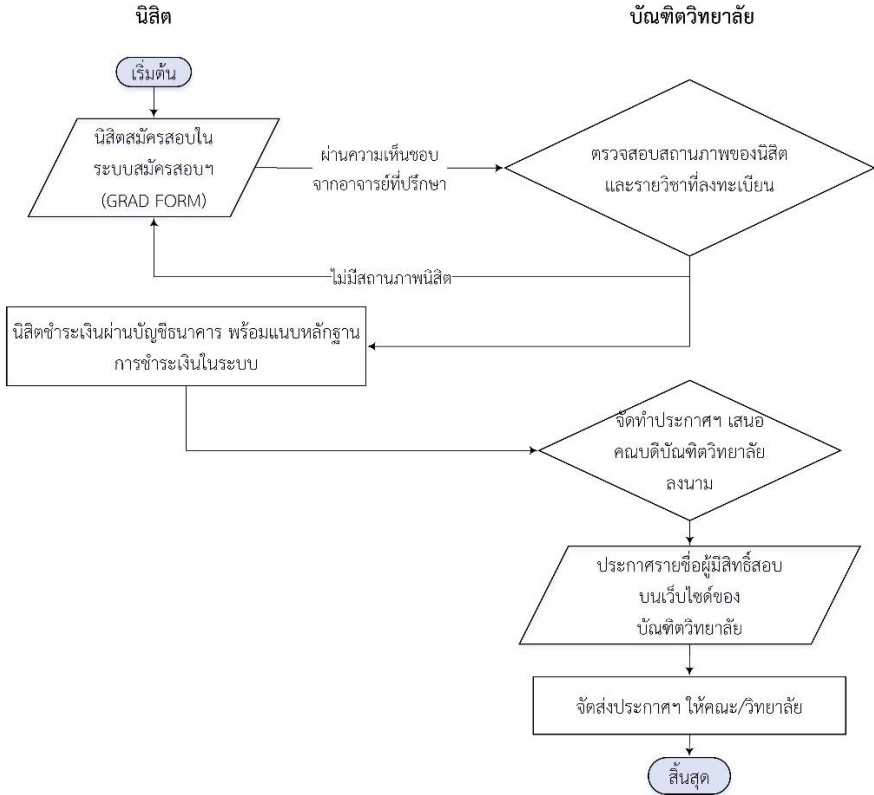 นิสิต
บัณฑิตวิทยาลัย
เริ่มต้น
นิสิตสมัครสอบใน
ระบบสมัครสอบฯ
(GRAD FORM)
ผ่านความเห็นชอบ
จากอาจารย์ที่ปรึกษา
ตรวจสอบสถานภาพของนิสิต
และรายวิชาที่ลงทะเบียน
ไม่มีสถานภาพนิสิต
นิสิตชำระเงินผ่านบัญชีธนาคาร พร้อมแนบหลักฐาน
การชำระเงินในระบบ
จัดทำประกาศฯ เสนอ
คณบดีบัณฑิตวิทยาลัย
ลงนาม
ประกาศรายชื่อผู้มีสิทธิ์สอบ
บนเว็บไซต์ของ
บัณฑิตวิทยาลัย
จัดส่งประกาศฯ ให้คณะ/วิทยาลัย
สิ้นสุด